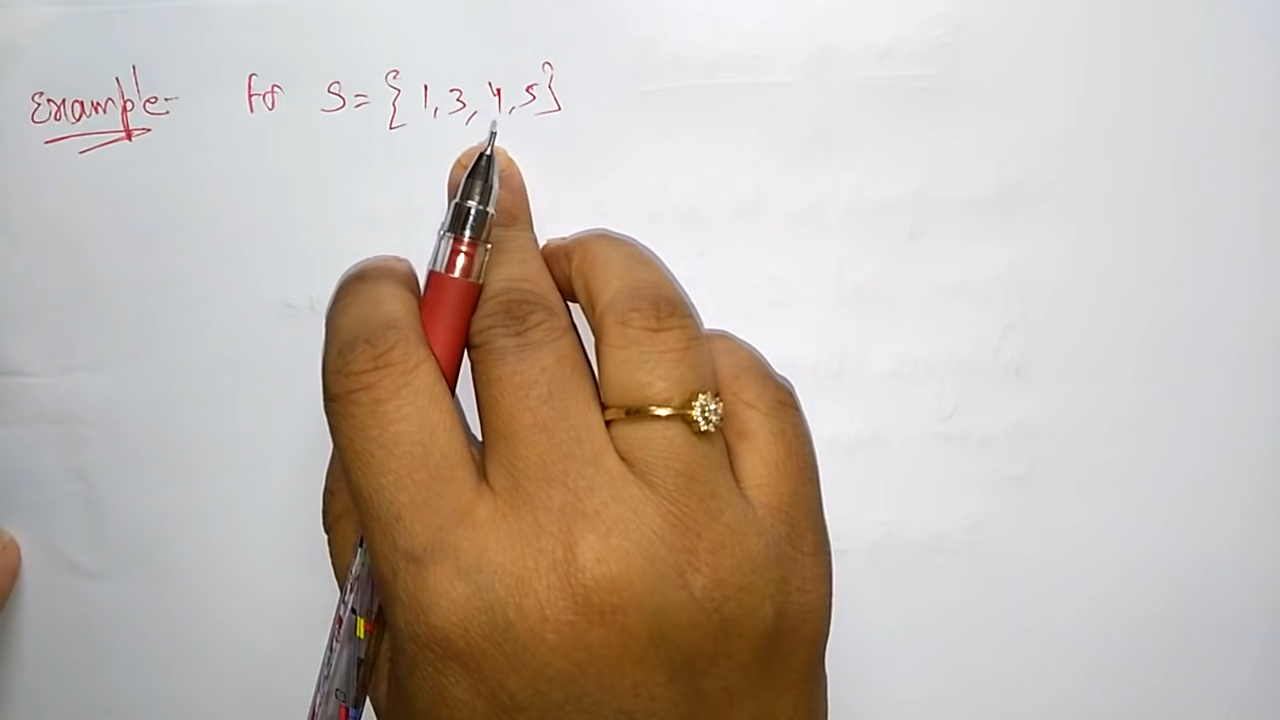 Example- for S = { 1, 3, 4, 5}